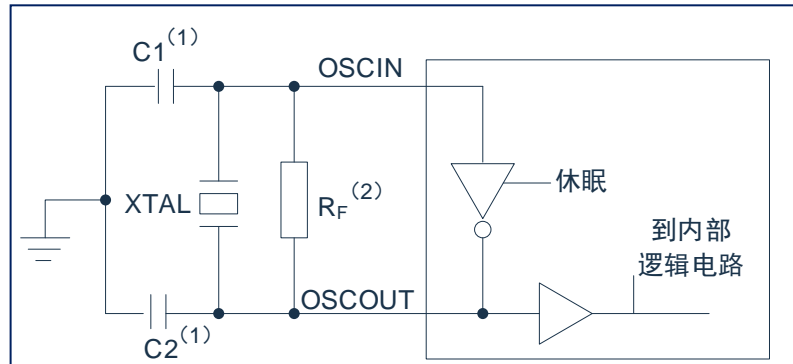 C1(1)
OSCIN
XTAL
RF(2)
休眠
到内部
逻辑电路
OSCOUT
C2(1)